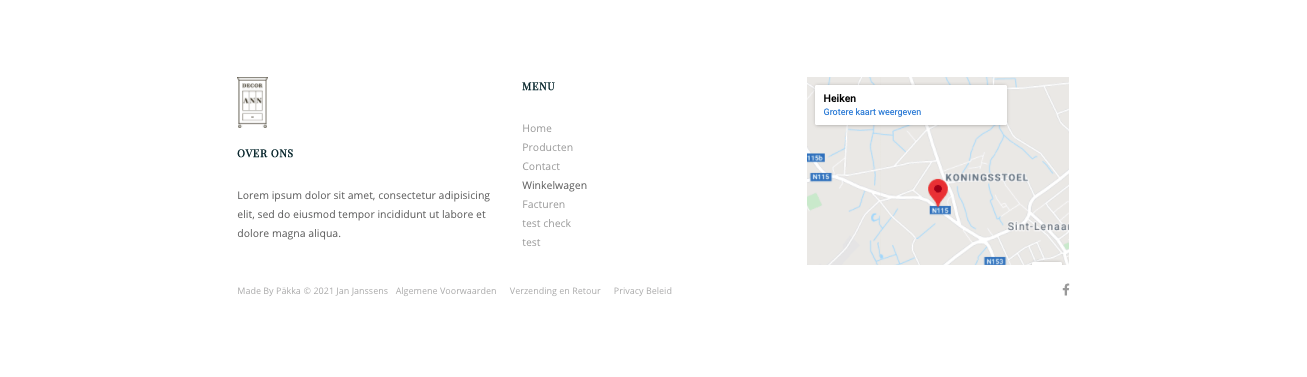 DECOR
ANN
OVER ONS
Lorem ipsum dolor sit amet, consectetur adipisicing
elit, sed do eiusmod tempor incididunt ut labore et
dolore magna aliqua.
MENU
Home
Producten
Contact
Winkelwagen
Facturen
test check
test
Heiken
Grotere kaart weergeven
115b
N115
KONINGSSTOEL
N115
Sint-Lenaar
N153
Made By Päkka © 2021 Jan Janssens Algemene Voorwaarden Verzending en Retour Privacy Beleid